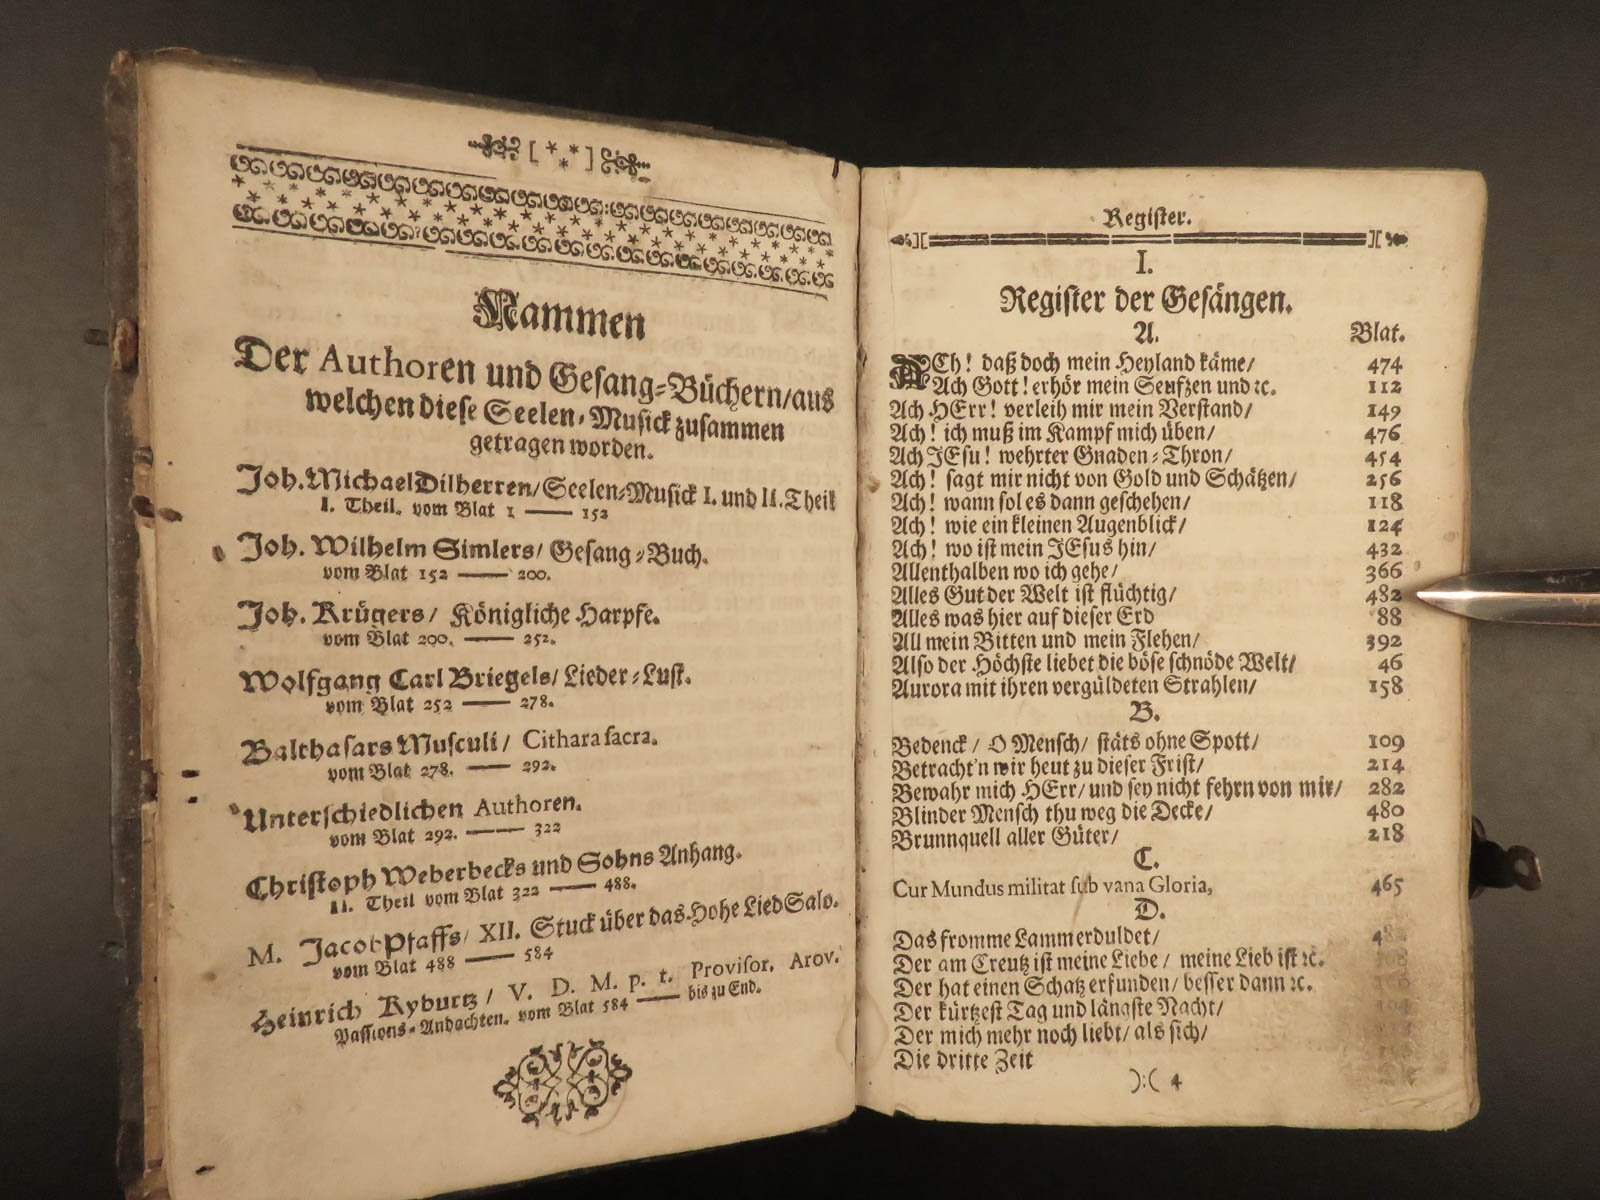 [***]
Nammen
Der Authoren und Gesang-Büchern/aus
welchen diese Seelen-Musick zusammen
getragen worden.
Joh. Michael Dilherren/Seelen-Musick I. und II. Theil
I. Theil. vom Blat 1 —— 152
Joh. Wilhelm Simlers/ Gesang-Buch.
vom Blat 152 —— 200.
Joh. Krügers/ Königliche Harpfe.
vom Blat 200. —— 252.
Wolfgang Carl Briegels/ Lieder-Lust.
vom Blat 252 —— 278.
Balthasars Musculi/ Cithara sacra.
vom Blat 278. —— 292.
Unterschiedlichen Authoren.
vom Blat 292. —— 322
Christoph Weberbecks und Sohns Anhang.
II. Theil vom Blat 322 —— 488.
M. Jacob Pfaffs/ XII. Stuck über das Hohe Lied Salo.
vom Blat 488 —— 584
Heinrich Kyburtz/ V. D. M. p. t. Provisor. Arov.
Passions-Andachten. vom Blat 584 —— bis zu End.
Register.
I.
Register der Gesängen.
A. Blat.
ACh! daß doch mein Heyland käme/ 474
Ach Gott! erhör mein Seufzen und ꝛc. 112
Ach HErr! verleih mir mein Verstand/ 149
Ach! ich muß im Kampf mich üben/ 476
Ach JEsu! wehrter Gnaden-Thron/ 454
Ach! sagt mir nicht von Gold und Schätzen/ 256
Ach! wann sol es dann geschehen/ 118
Ach! wie ein kleinen Augenblick/ 124
Ach! wo ist mein JEsus hin/ 432
Allenthalben wo ich gehe/ 366
Alles Gut der Welt ist flüchtig/ 482
Alles was hier auf dieser Erd 88
All mein Bitten und mein Flehen/ 392
Also der Höchste liebet die böse schnöde Welt/ 46
Aurora mit ihren vergüldeten Strahlen/ 158
B.
Bedenck/ O Mensch/ stäts ohne Spott/ 109
Betracht'n wir heut zu dieser Frist/ 214
Bewahr mich HErr/ und sey nicht fehrn von mir/ 282
Blinder Mensch thu weg die Decke/ 480
Brunnquell aller Güter/ 218
C.
Cur Mundus militat sub vana Gloria, 465
D.
Das fromme Lamm erduldet/
Der am Creutz ist meine Liebe/ meine Lieb ist ꝛc.
Der hat einen Schatz erfunden/ besser dann ꝛc.
Der kürtzest Tag und längste Nacht/
Der mich mehr noch liebt/ als sich/
Die dritte Zeit
):( 4